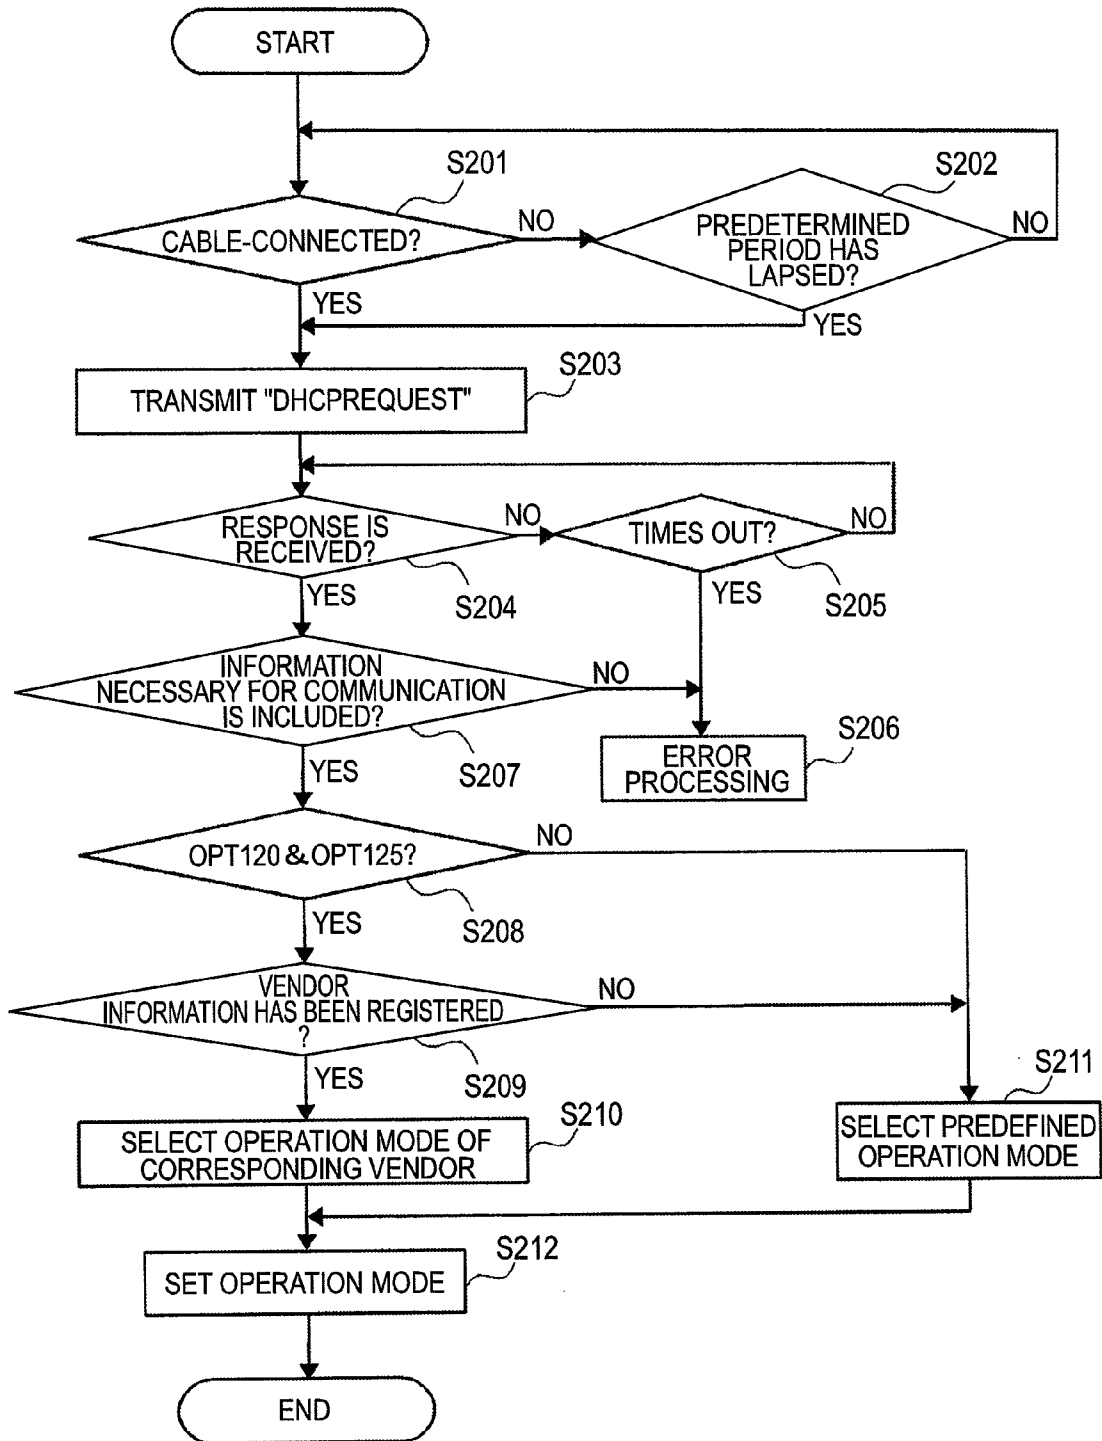 START
S201
S202
CABLE-CONNECTED?
NO
PREDETERMINED
PERIOD HAS
LAPSED?
NO
YES
YES
S203
TRANSMIT "DHCPREQUEST"
RESPONSE IS
RECEIVED?
NO
TIMES OUT?
NO
YES
S204
YES
S205
INFORMATION
NECESSARY FOR COMMUNICATION
IS INCLUDED?
NO
S206
ERROR
PROCESSING
YES
S207
OPT120 & OPT125?
NO
YES
S208
VENDOR
INFORMATION HAS BEEN REGISTERED
?
NO
YES
S209
S210
S211
SELECT OPERATION MODE OF
CORRESPONDING VENDOR
SELECT PREDEFINED
OPERATION MODE
S212
SET OPERATION MODE
END